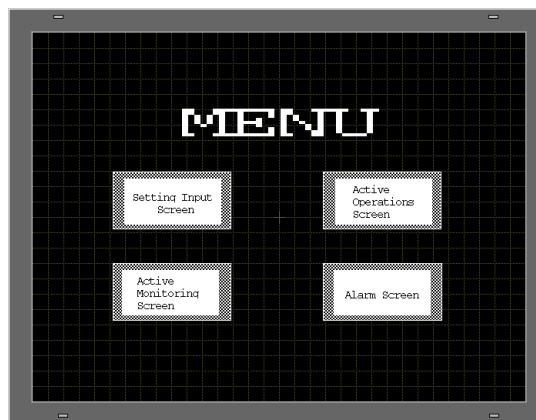 MENU
Setting Input
Screen
Active
Operations
Screen
Active
Monitoring
Screen
Alarm Screen